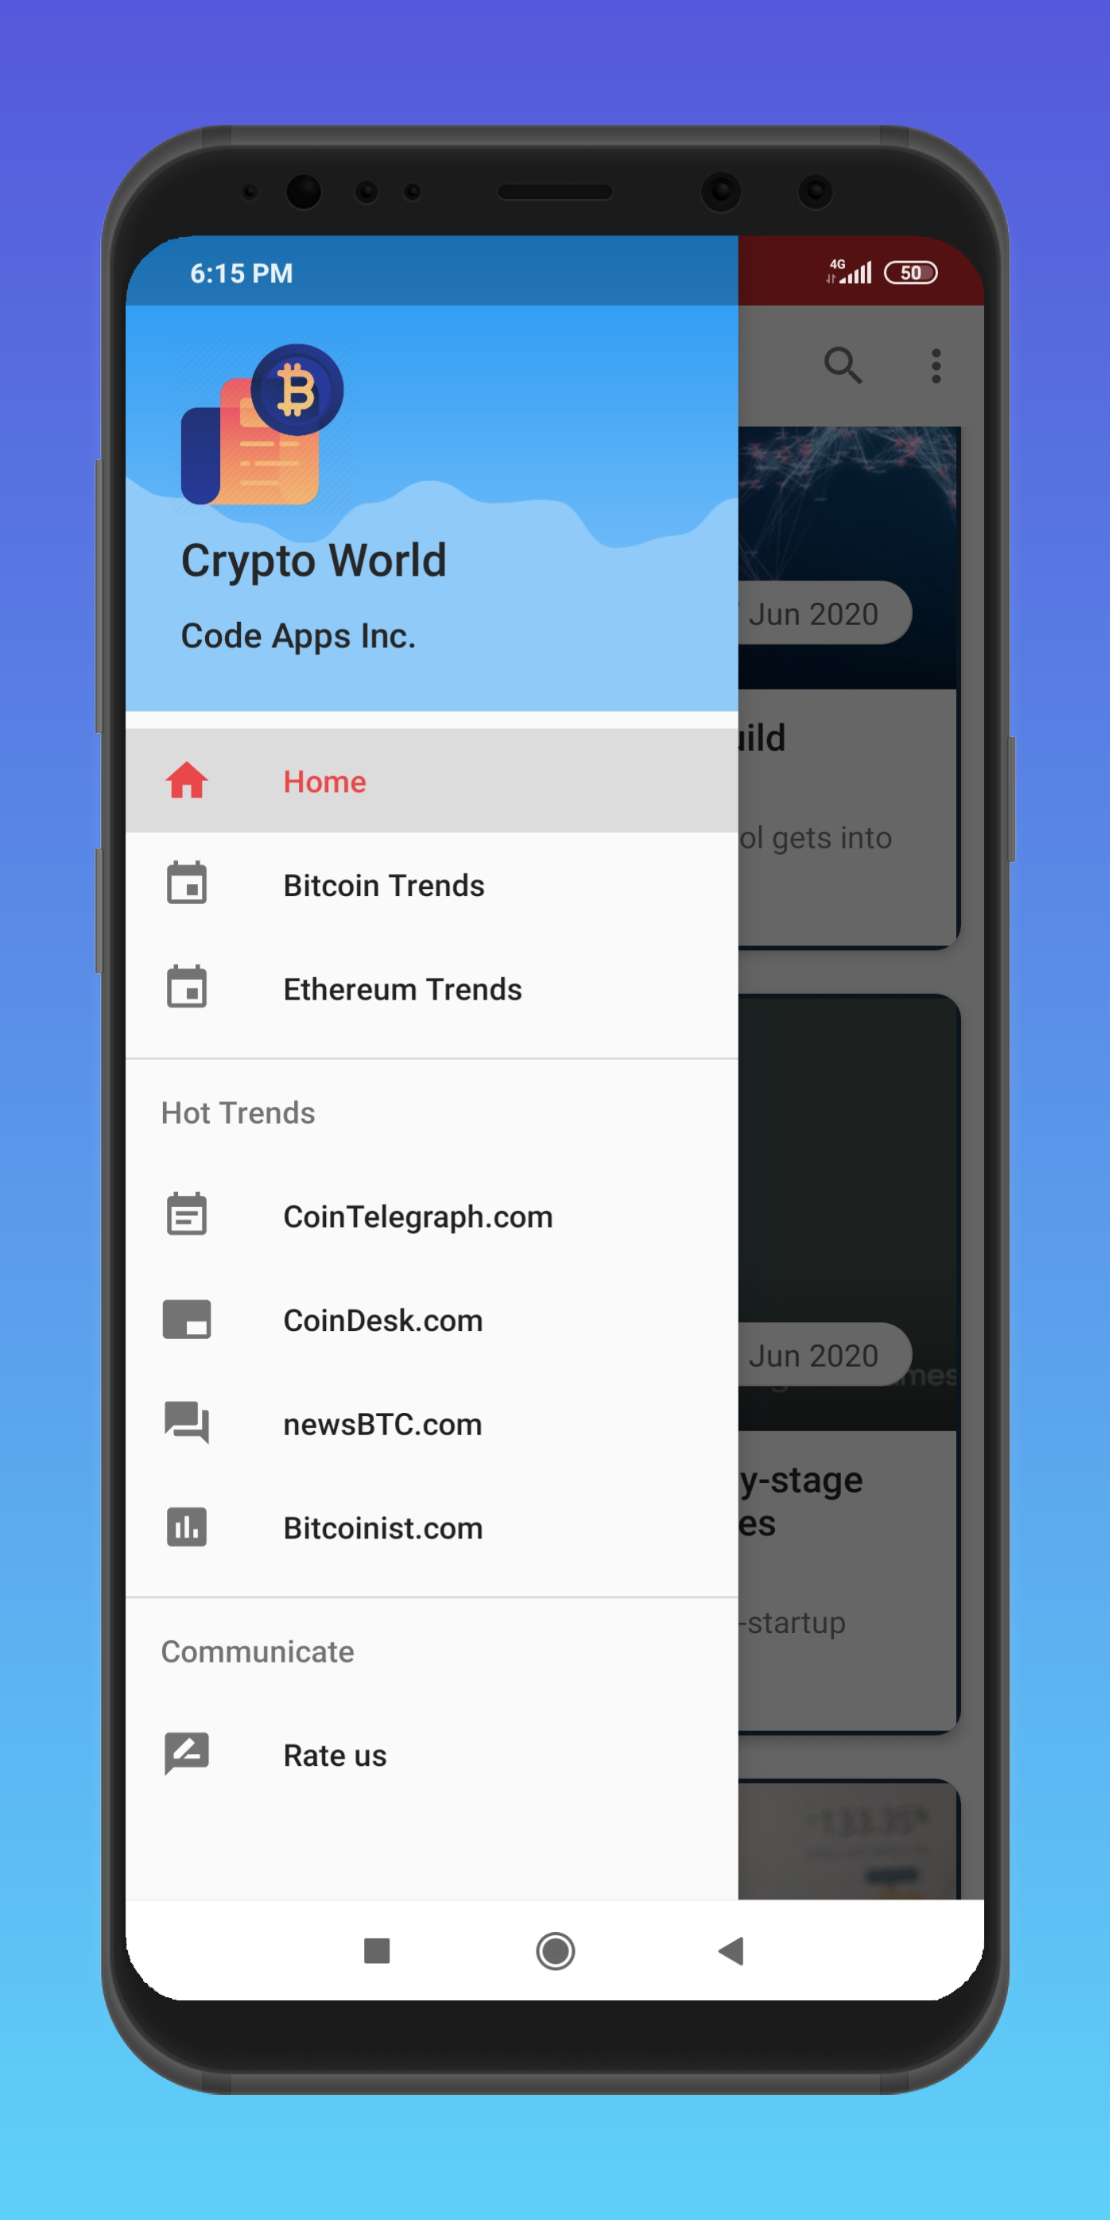 6:15 PM
4G
50
Crypto World
Code Apps Inc.
Jun 2020
Home
Bitcoin Trends
Ethereum Trends
ol gets into
Hot Trends
CoinTelegraph.com
CoinDesk.com
newsBTC.com
Bitcoinist.com
Jun 2020
mes
y-stage
es
-startup
Communicate
Rate us